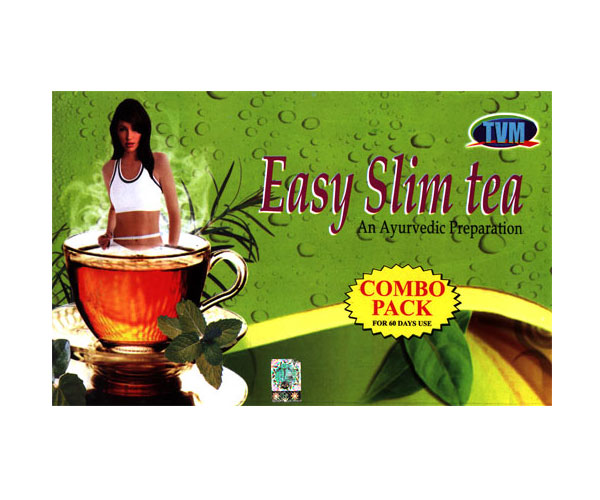 TVM
Easy Slim tea
An Ayurvedic Preparation
COMBO
PACK
FOR 60 DAYS USE